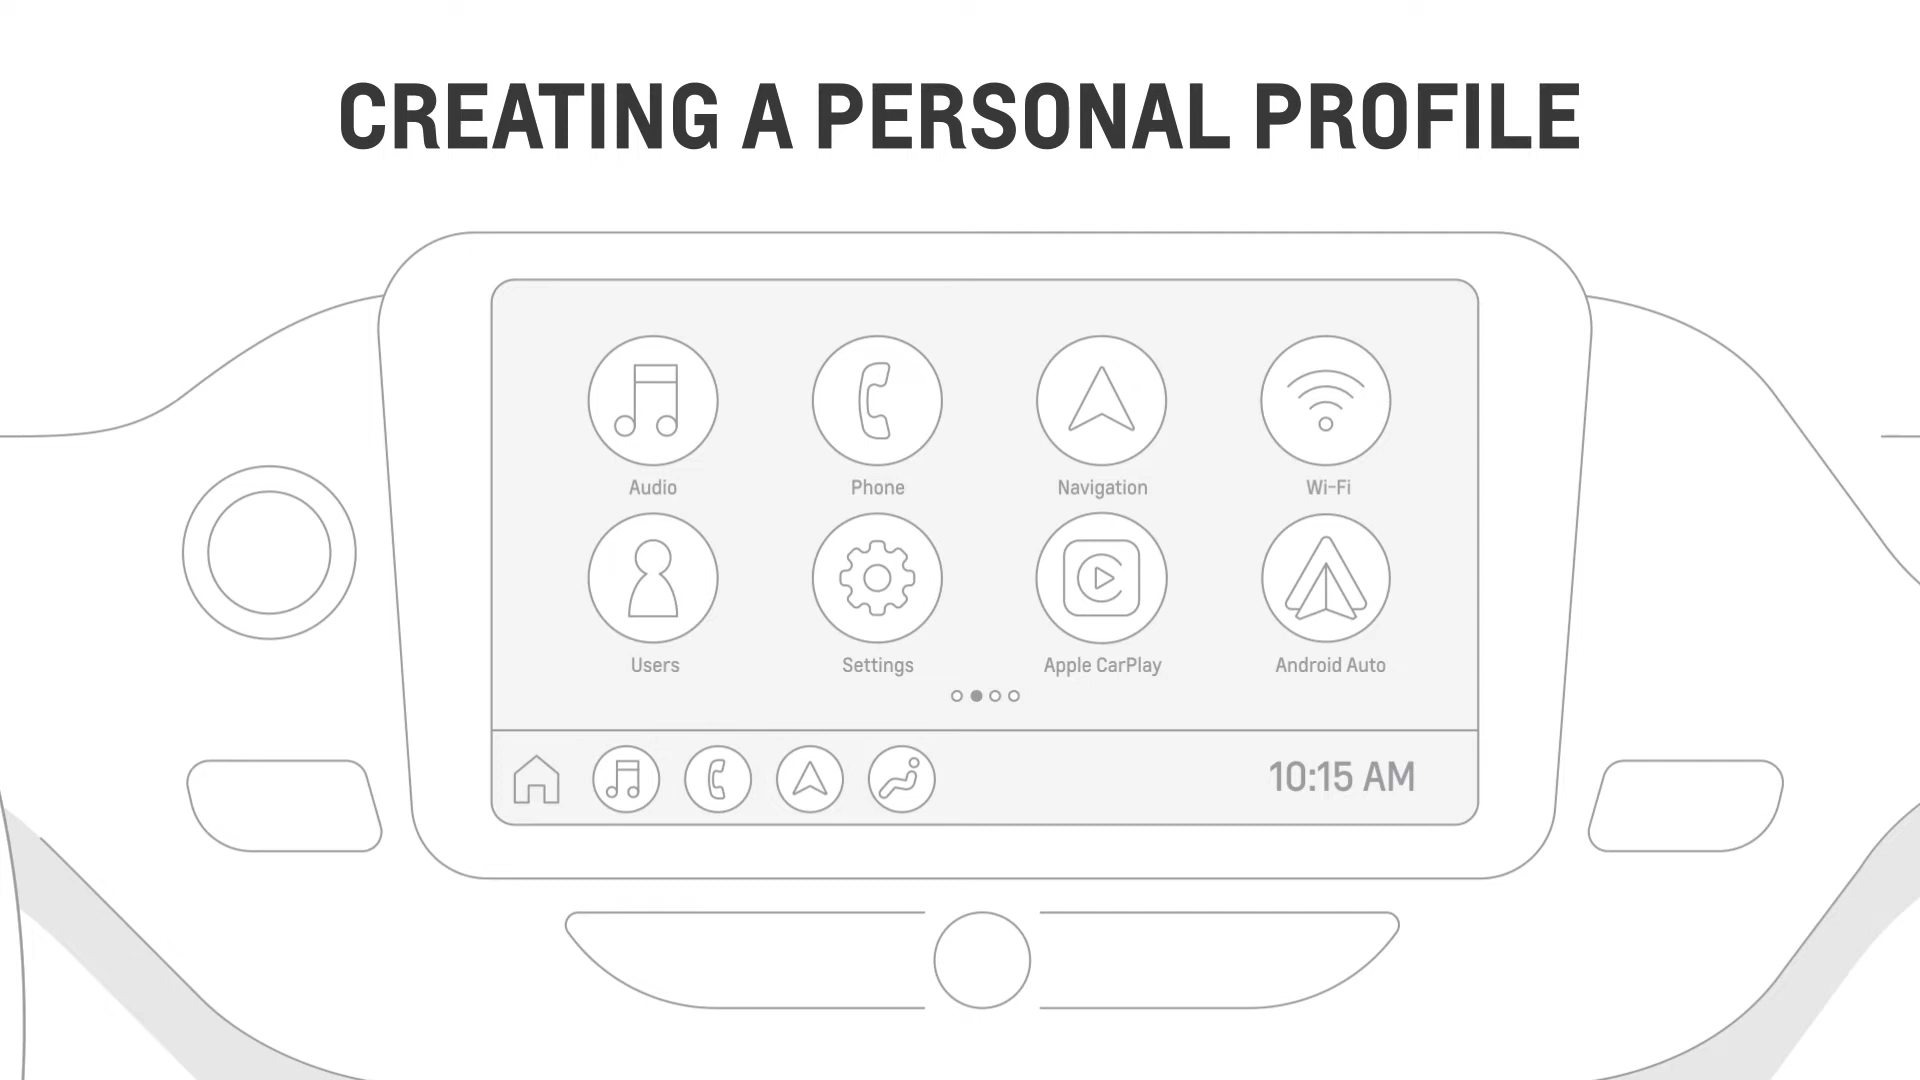 CREATING A PERSONAL PROFILE
Audio
Phone
Navigation
Wi-Fi
Users
Settings
Apple CarPlay
Android Auto
10:15 AM